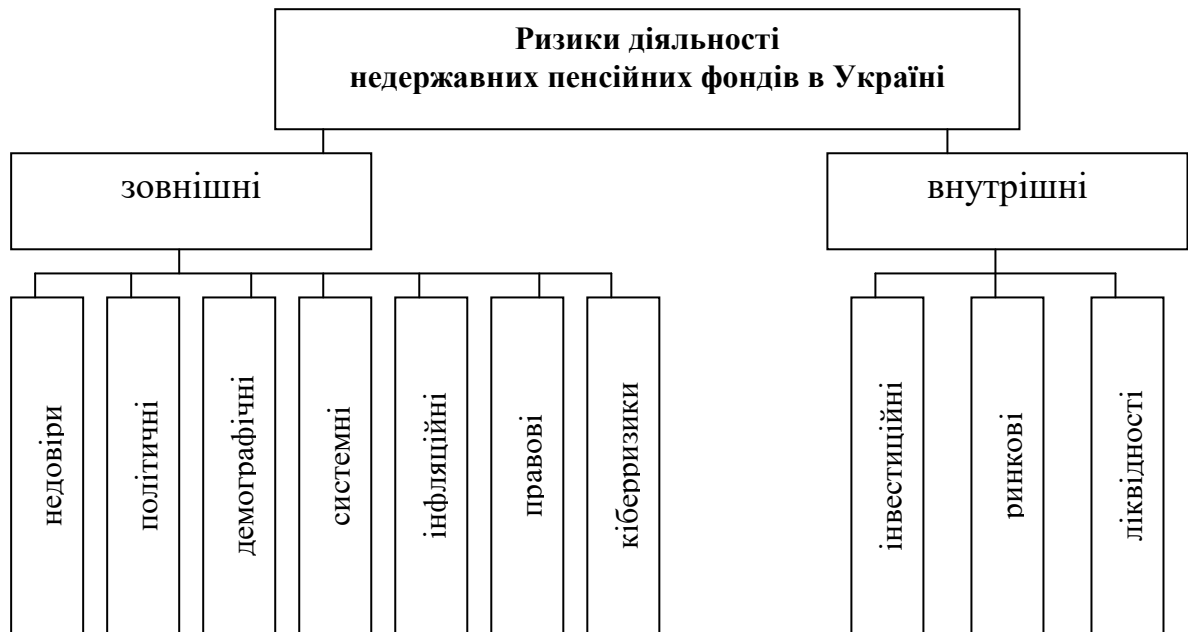 Ризики діяльності
недержавних пенсійних фондів в Україні
зовнішні
внутрішні
недовіри
політичні
демографічні
системні
інфляційні
правові
кіберризики
інвестиційні
ринкові
ліквідності